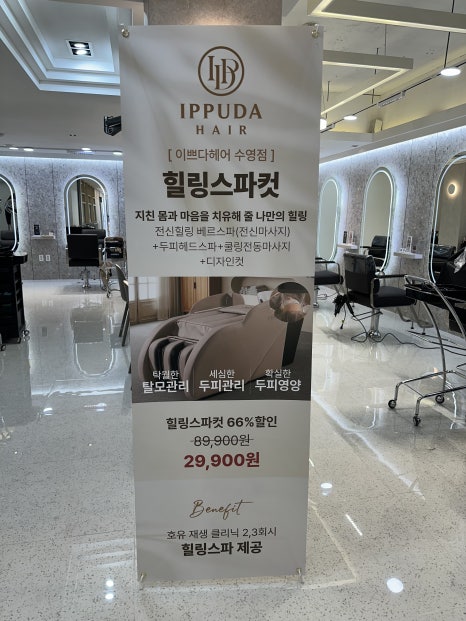 IPPUDA
HAIR
[ 이쁘다헤어 수영점 ]
힐링스파컷
지친 몸과 마음을 치유해 줄 나만의 힐링
전신힐링 베르스파(전신마사지)
+두피헤드스파+쿨링전동마사지
+디자인컷
탁월한 세심한 확실한
탈모관리 두피관리 두피영양
힐링스파컷 66%할인
89,900원
29,900원
Benefit
호유 재생 클리닉 2,3회시
힐링스파 제공